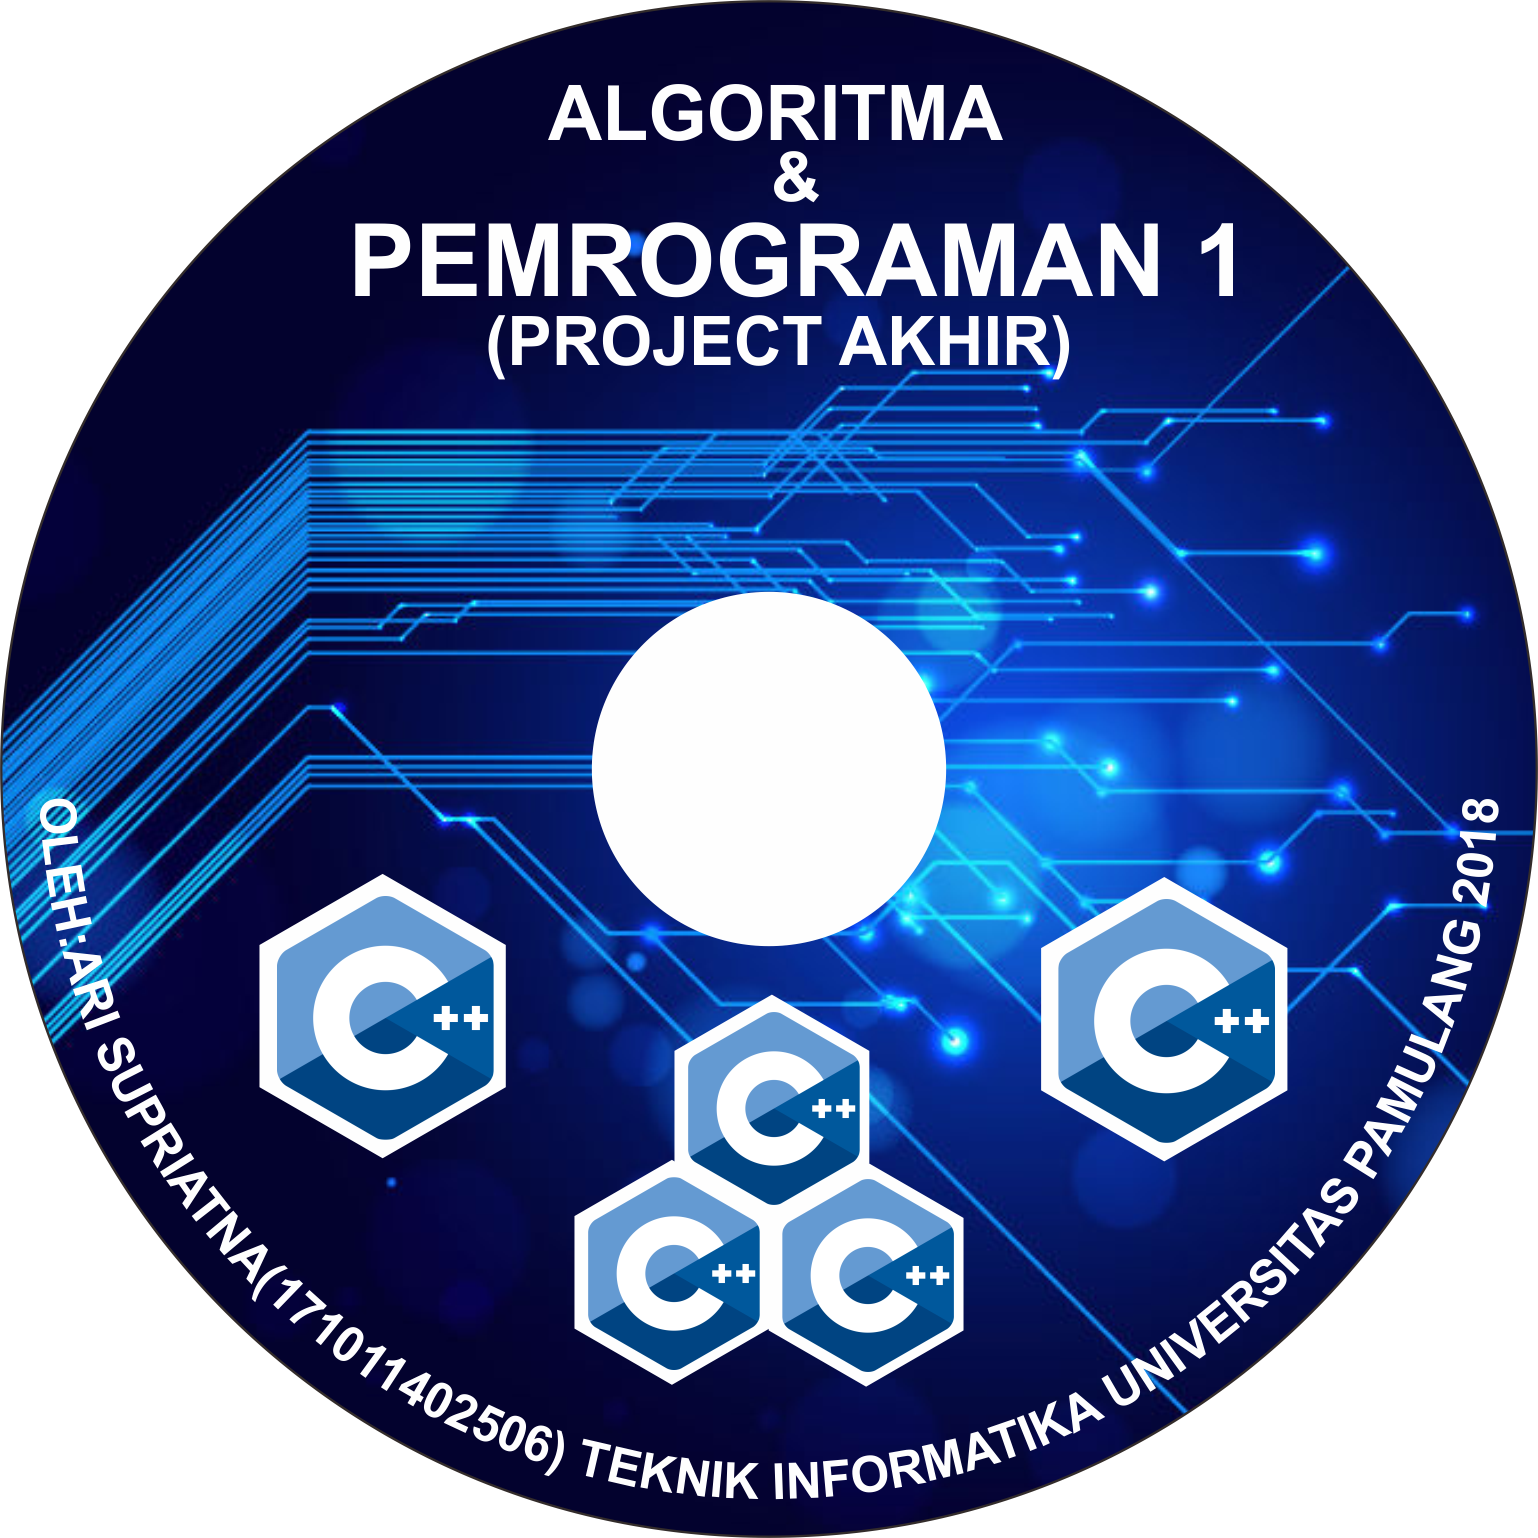 ALGORITMA
&
PEMROGRAMAN 1
(PROJECT AKHIR)
C++
C++
C++
C++
C++
OLEH:ARI SUPRIATNA(171011402506) TEKNIK INFORMATIKA UNIVERSITAS PAMULANG 2018